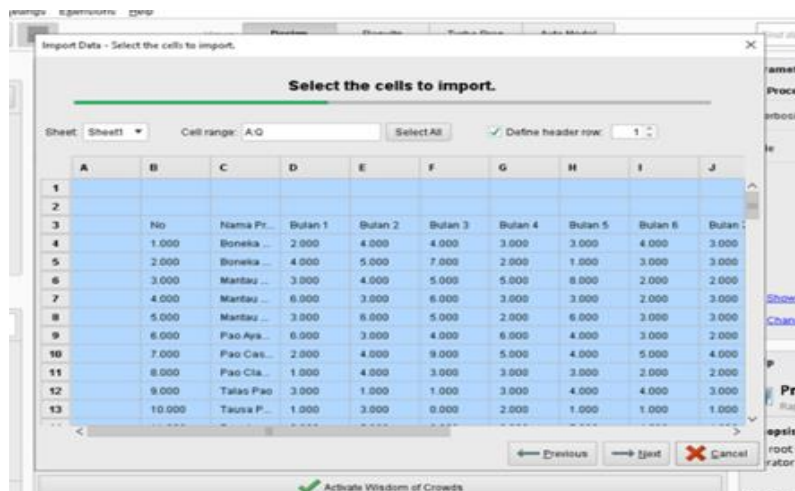 Import Data - Select the cells to import.
Select the cells to import.
Sheet: Sheet1 Cell range: A:Q Select All Define header row: 1
A B C D E F G H I J
1
2
3 No Nama Pr... Bulan 1 Bulan 2 Bulan 3 Bulan 4 Bulan 5 Bulan 6 Bulan
4 1.000 Boneka ... 2.000 4.000 4.000 3.000 3.000 4.000 3.000
5 2.000 Boneka ... 4.000 5.000 7.000 2.000 1.000 3.000 3.000
6 3.000 Mantau ... 3.000 4.000 5.000 5.000 8.000 2.000 2.000
7 4.000 Mantau ... 6.000 3.000 6.000 3.000 3.000 2.000 3.000
8 5.000 Mantau ... 3.000 6.000 5.000 2.000 6.000 3.000 3.000
9 6.000 Pao Aya... 6.000 3.000 4.000 6.000 4.000 3.000 2.000
10 7.000 Pao Cas... 2.000 4.000 9.000 5.000 4.000 5.000 4.000
11 8.000 Pao Cla... 1.000 4.000 3.000 3.000 3.000 2.000 2.000
12 9.000 Talas Pao 3.000 1.000 1.000 3.000 4.000 4.000 3.000
13 10.000 Tausa P... 1.000 3.000 0.000 2.000 1.000 1.000 1.000
Previous Next Cancel
Activate Wisdom of Crowds